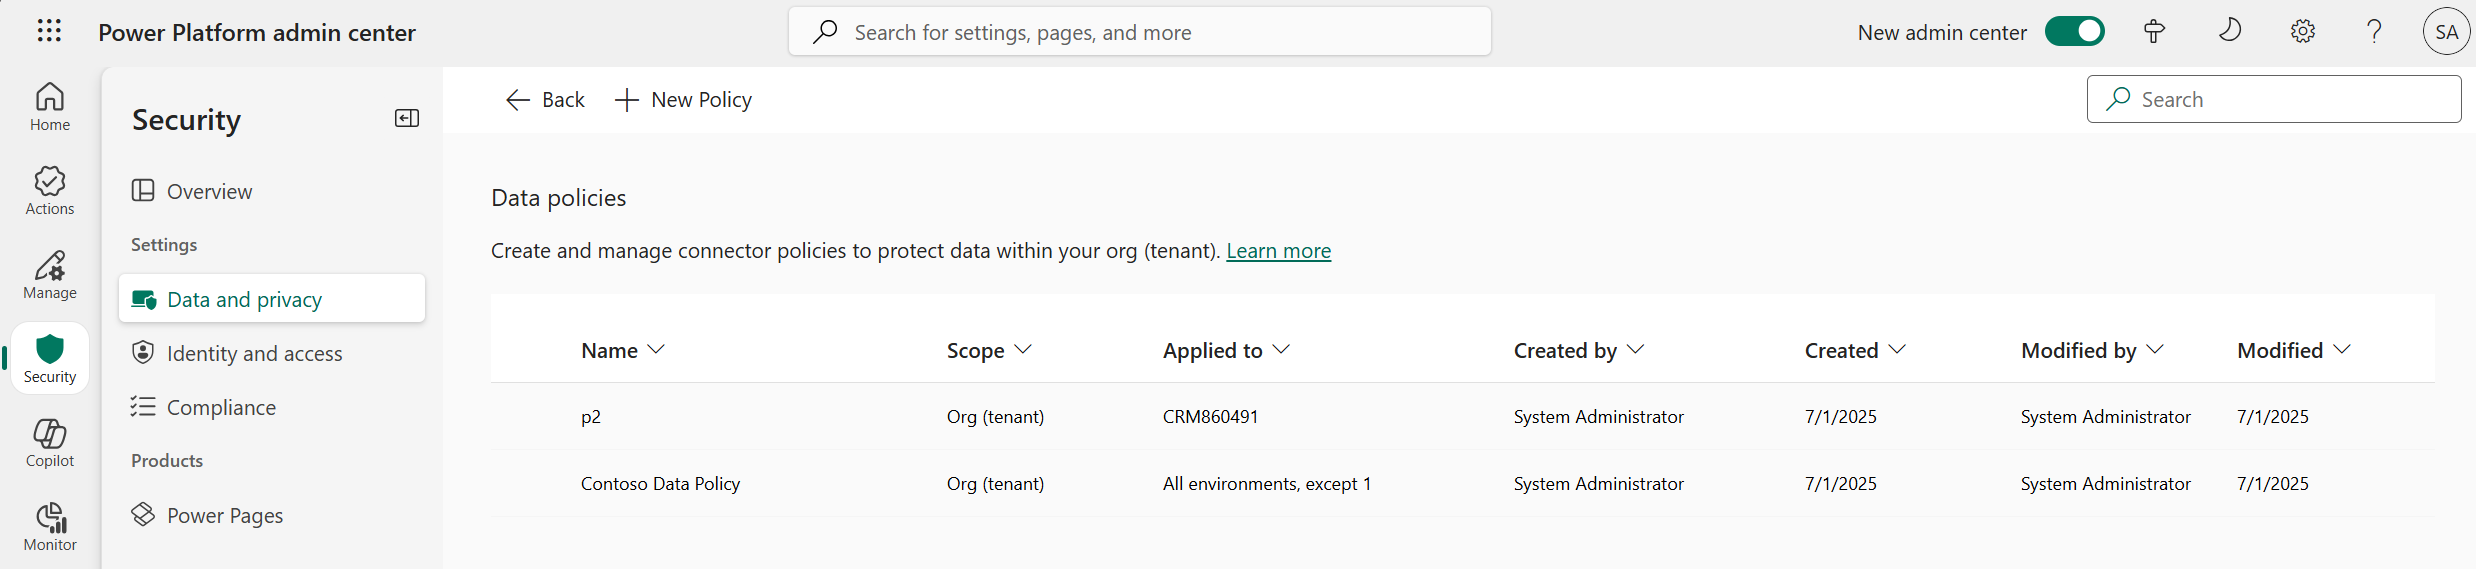 Power Platform admin center
Search for settings, pages, and more
New admin center
SA
Home
Actions
Manage
Security
Copilot
Monitor
Security
Overview
Settings
Data and privacy
Identity and access
Compliance
Products
Power Pages
Back
New Policy
Search
Data policies
Create and manage connector policies to protect data within your org (tenant). Learn more
Name Scope Applied to Created by Created Modified by Modified
p2 Org (tenant) CRM860491 System Administrator 7/1/2025 System Administrator 7/1/2025
Contoso Data Policy Org (tenant) All environments, except 1 System Administrator 7/1/2025 System Administrator 7/1/2025